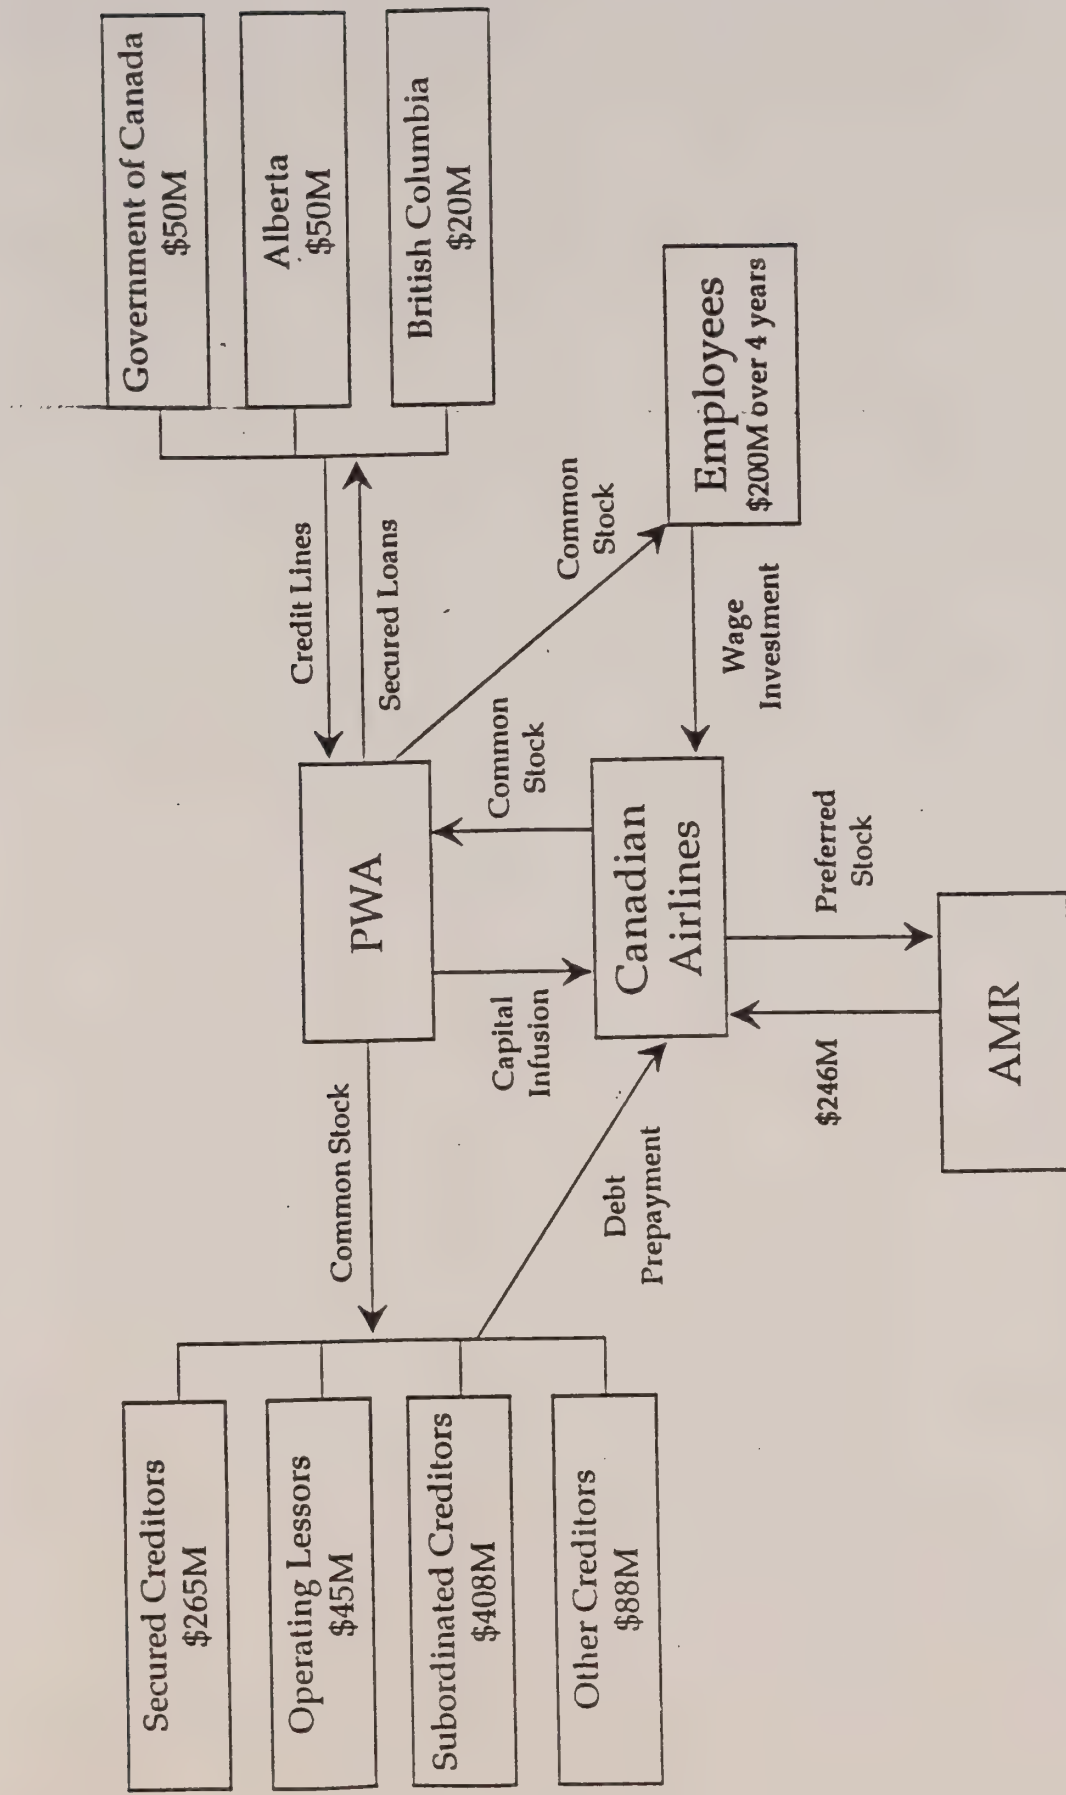 Secured Creditors
$265M
Operating Lessors
$45M
Subordinated Creditors
$408M
Other Creditors
$88M
Common Stock
Debt
Prepayment
PWA
Capital
Infusion
Common
Stock
Canadian
Airlines
$246M
Preferred
Stock
AMR
Credit Lines
Secured Loans
Common
Stock
Wage
Investment
Government of Canada
$50M
Alberta
$50M
British Columbia
$20M
Employees
$200M over 4 years